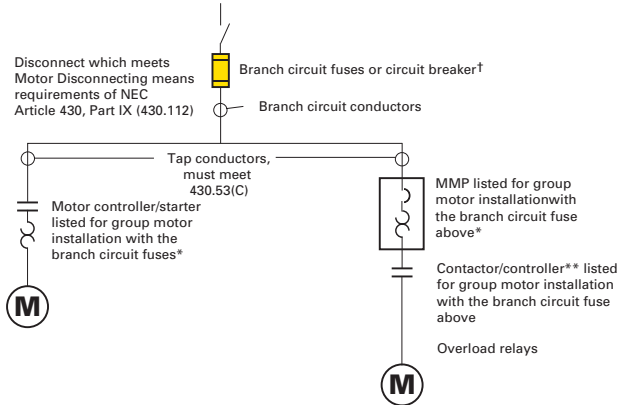 Disconnect which meets
Motor Disconnecting means
requirements of NEC
Article 430, Part IX (430.112)
Branch circuit fuses or circuit breaker†
Branch circuit conductors
Tap conductors,
must meet
430.53(C)
Motor controller/starter
listed for group motor
installation with the
branch circuit fuses*
M
MMP listed for group
motor installationwith
the branch circuit fuse
above*
Contactor/controller** listed
for group motor installation
with the branch circuit fuse
above
Overload relays
M